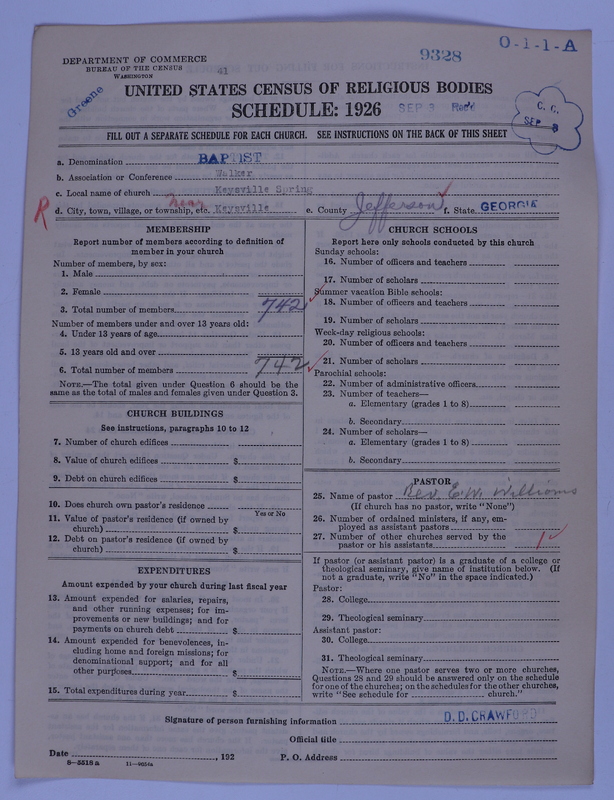 9328
O-1-1-A
DEPARTMENT OF COMMERCE
BUREAU OF THE CENSUS
WASHINGTON
41
Greene
UNITED STATES CENSUS OF RELIGIOUS BODIES
SCHEDULE: 1926
SEP 3 Rec'd
C. C.
SEP 3
FILL OUT A SEPARATE SCHEDULE FOR EACH CHURCH. SEE INSTRUCTIONS ON THE BACK OF THIS SHEET
a. Denomination BAPTIST
b. Association or Conference Walker
c. Local name of church Keysville Spring
R near
d. City, town, village, or township, etc. Keysville e. County Jefferson f. State GEORGIA
MEMBERSHIP
Report number of members according to definition of
member in your church
Number of members, by sex:
1. Male
2. Female
3. Total number of members 742
Number of members under and over 13 years old:
4. Under 13 years of age
5. 13 years old and over
6. Total number of members 742
NOTE.—The total given under Question 6 should be the
same as the total of males and females given under Question 3.
CHURCH BUILDINGS
See instructions, paragraphs 10 to 12
7. Number of church edifices
8. Value of church edifices $
9. Debt on church edifices $
10. Does church own pastor's residence
Yes or No
11. Value of pastor's residence (if owned by
church) $
12. Debt on pastor's residence (if owned by
church) $
EXPENDITURES
Amount expended by your church during last fiscal year
13. Amount expended for salaries, repairs,
and other running expenses; for im-
provements or new buildings; and for
payments on church debt $
14. Amount expended for benevolences, in-
cluding home and foreign missions; for
denominational support; and for all
other purposes $
15. Total expenditures during year $
CHURCH SCHOOLS
Report here only schools conducted by this church
Sunday schools:
16. Number of officers and teachers
17. Number of scholars
Summer vacation Bible schools:
18. Number of officers and teachers
19. Number of scholars
Week-day religious schools:
20. Number of officers and teachers
21. Number of scholars
Parochial schools:
22. Number of administrative officers
23. Number of teachers—
a. Elementary (grades 1 to 8)
b. Secondary
24. Number of scholars—
a. Elementary (grades 1 to 8)
b. Secondary
PASTOR
25. Name of pastor Rev. E. W. Williams
(If church has no pastor, write "None")
26. Number of ordained ministers, if any, em-
ployed as assistant pastors
27. Number of other churches served by the
pastor or his assistants 1
If pastor (or assistant pastor) is a graduate of a college or
theological seminary, give name of institution below. (If
not a graduate, write "No" in the space indicated.)
Pastor:
28. College
29. Theological seminary
Assistant pastor:
30. College
31. Theological seminary
NOTE.—Where one pastor serves two or more churches,
Questions 28 and 29 should be answered only on the schedule
for one of the churches; on the schedules for the other churches,
write "See schedule for church."
Signature of person furnishing information D. D. CRAWFORD
Official title
Date , 192 P. O. Address
8-5518a 11-9051a